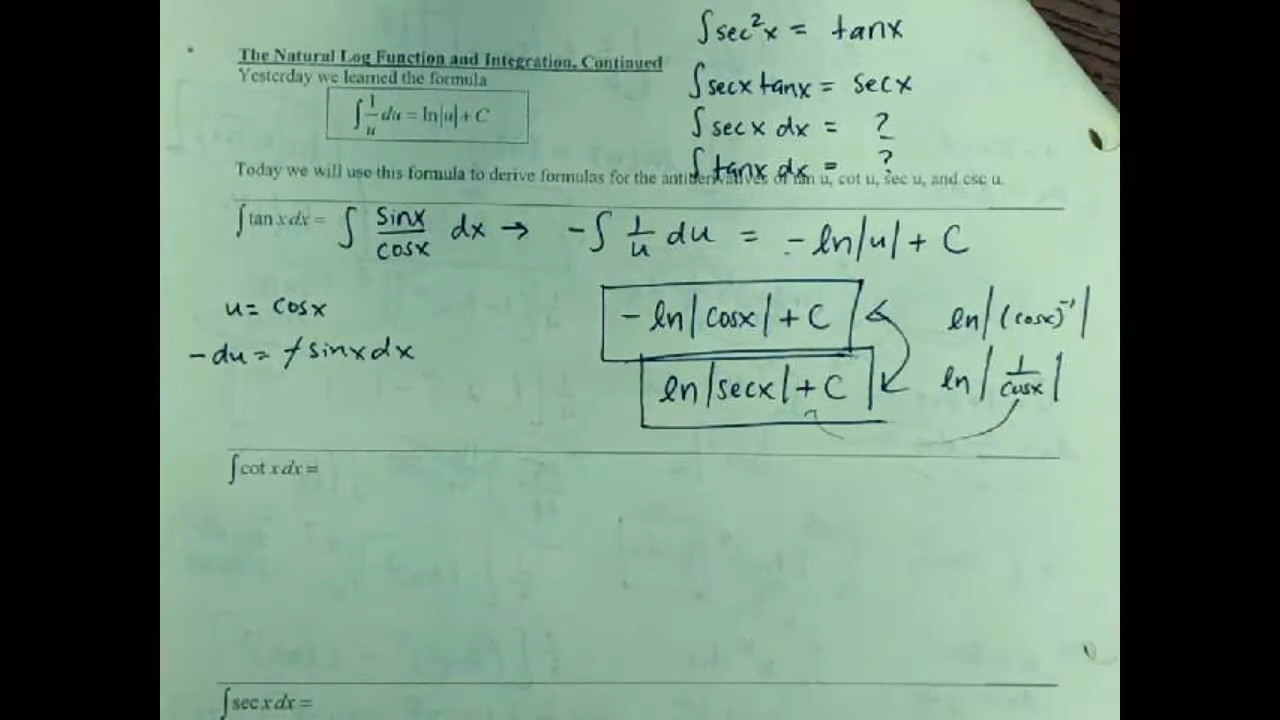 ∫sec²x = tanx
The Natural Log Function and Integration, Continued
Yesterday we learned the formula
∫secx tanx = secx
∫ 1/u du = ln|u| + C
∫ secx dx = ?
∫ tanx dx = ?
Today we will use this formula to derive formulas for the antiderivatives of tan u, cot u, sec u, and csc u.
∫ tan x dx = ∫ sinx/cosx dx → -∫ 1/u du = -ln|u| + C
u = cosx
-ln|cosx| + C
ln|(cosx)⁻¹|
-du = +sinx dx
ln|secx| + C
ln|1/cosx|
∫ cot x dx =
∫ sec x dx =